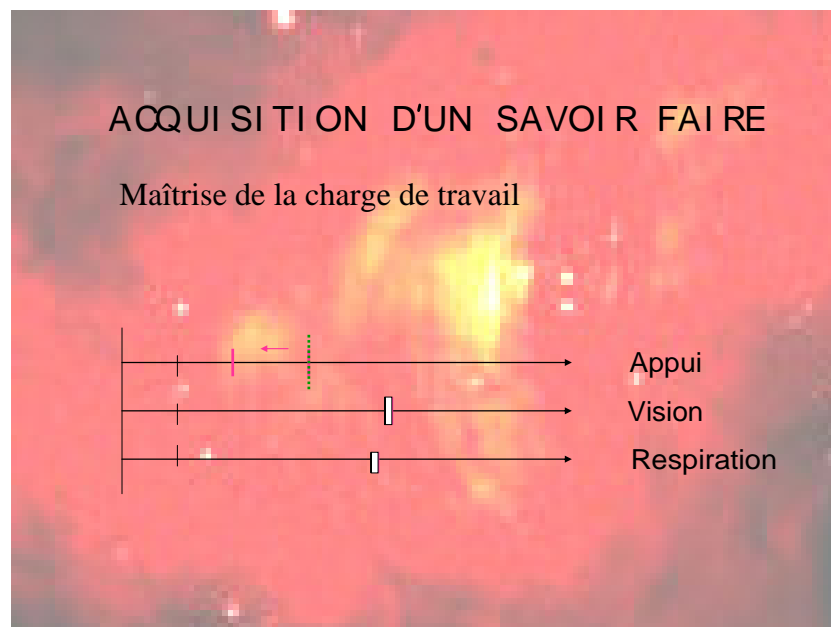 ACQUISITION D'UN SAVOIR FAIRE
Maîtrise de la charge de travail
Appui
Vision
Respiration